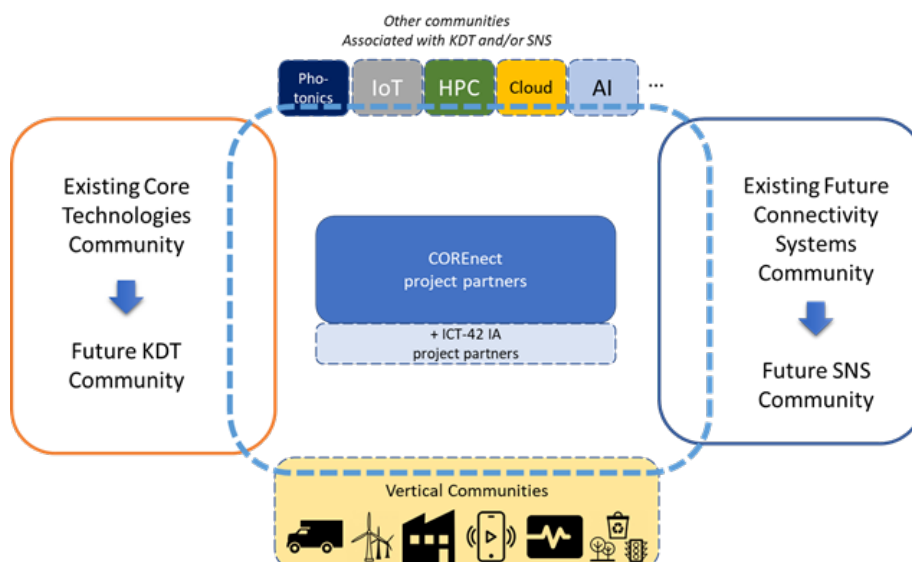 Other communities
Associated with KDT and/or SNS
Pho-
tonics
IoT
HPC
Cloud
AI
...
Existing Core
Technologies
Community
Future KDT
Community
COREnect
project partners
+ ICT-42 IA
project partners
Existing Future
Connectivity
Systems
Community
Future SNS
Community
Vertical Communities